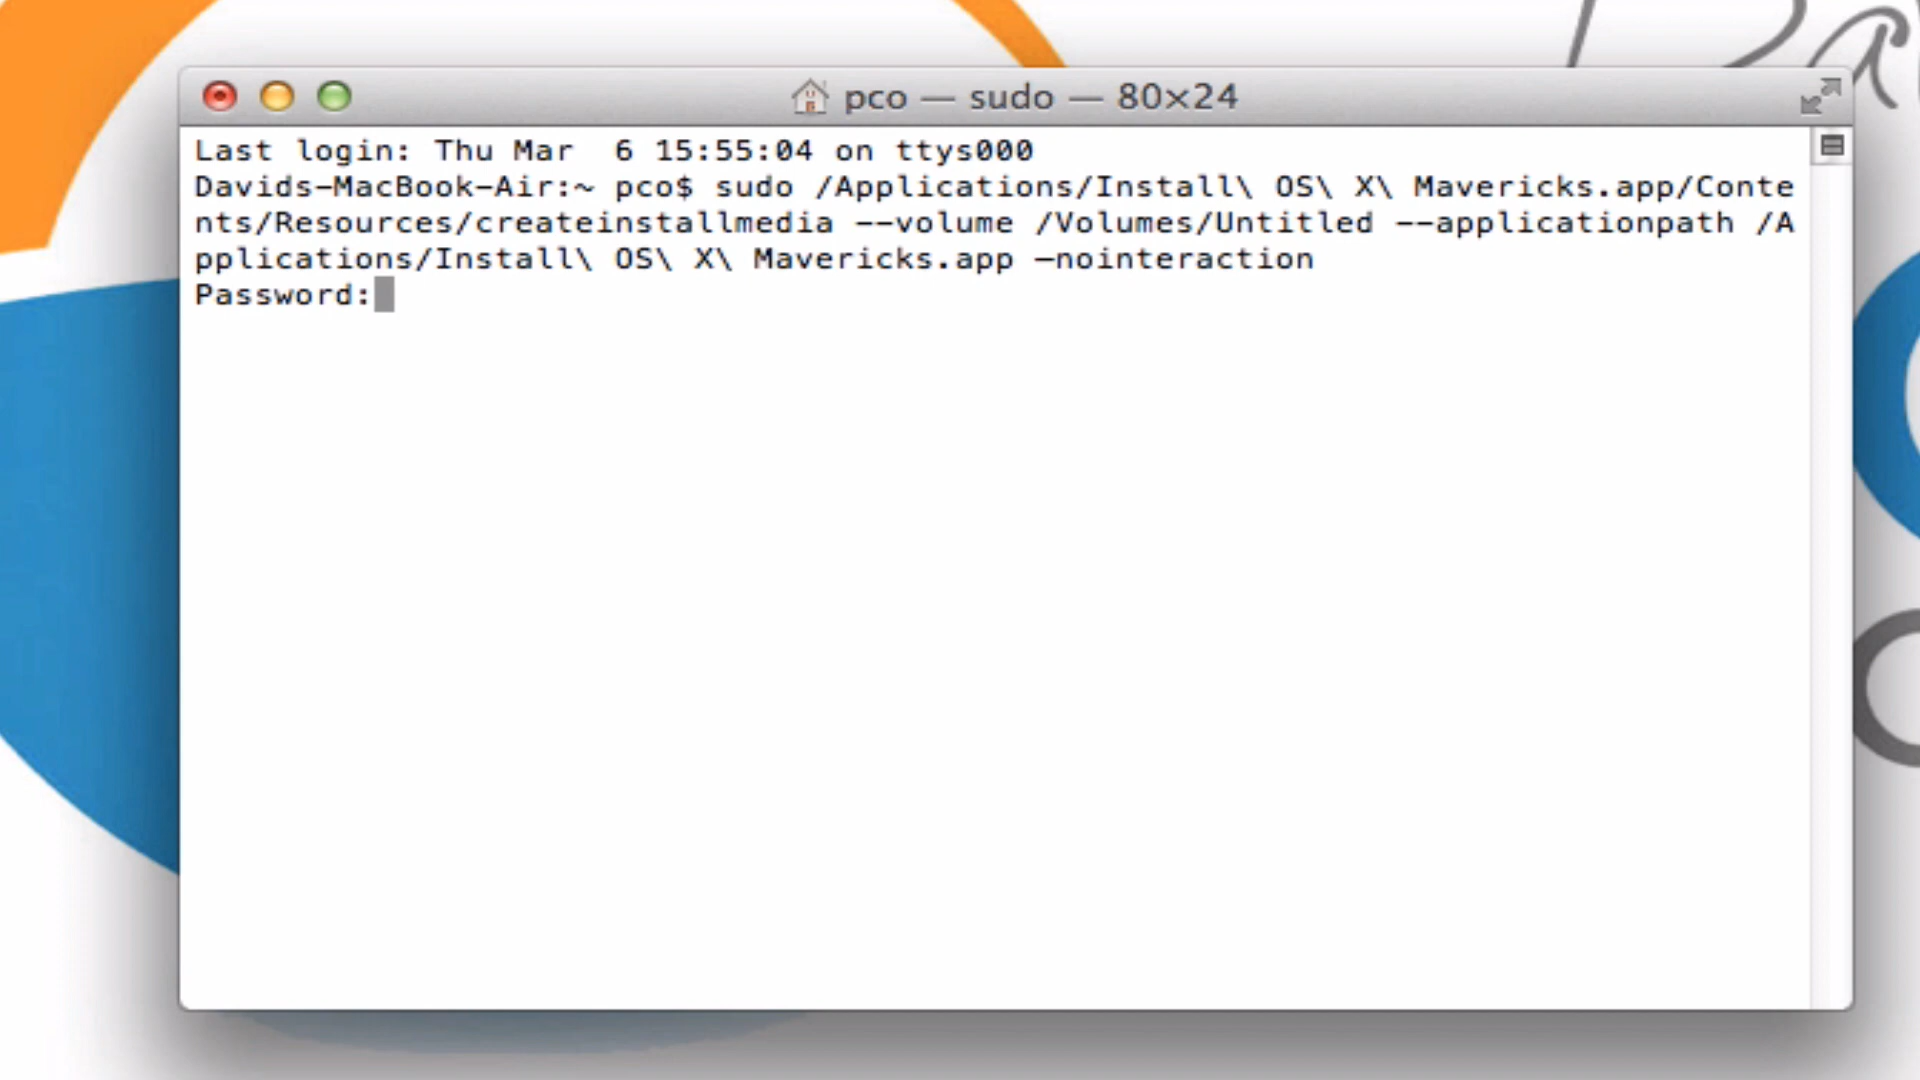 pco — sudo — 80×24
Last login: Thu Mar  6 15:55:04 on ttys000
Davids-MacBook-Air:~ pco$ sudo /Applications/Install\ OS\ X\ Mavericks.app/Conte
nts/Resources/createinstallmedia --volume /Volumes/Untitled --applicationpath /A
pplications/Install\ OS\ X\ Mavericks.app —nointeraction
Password: